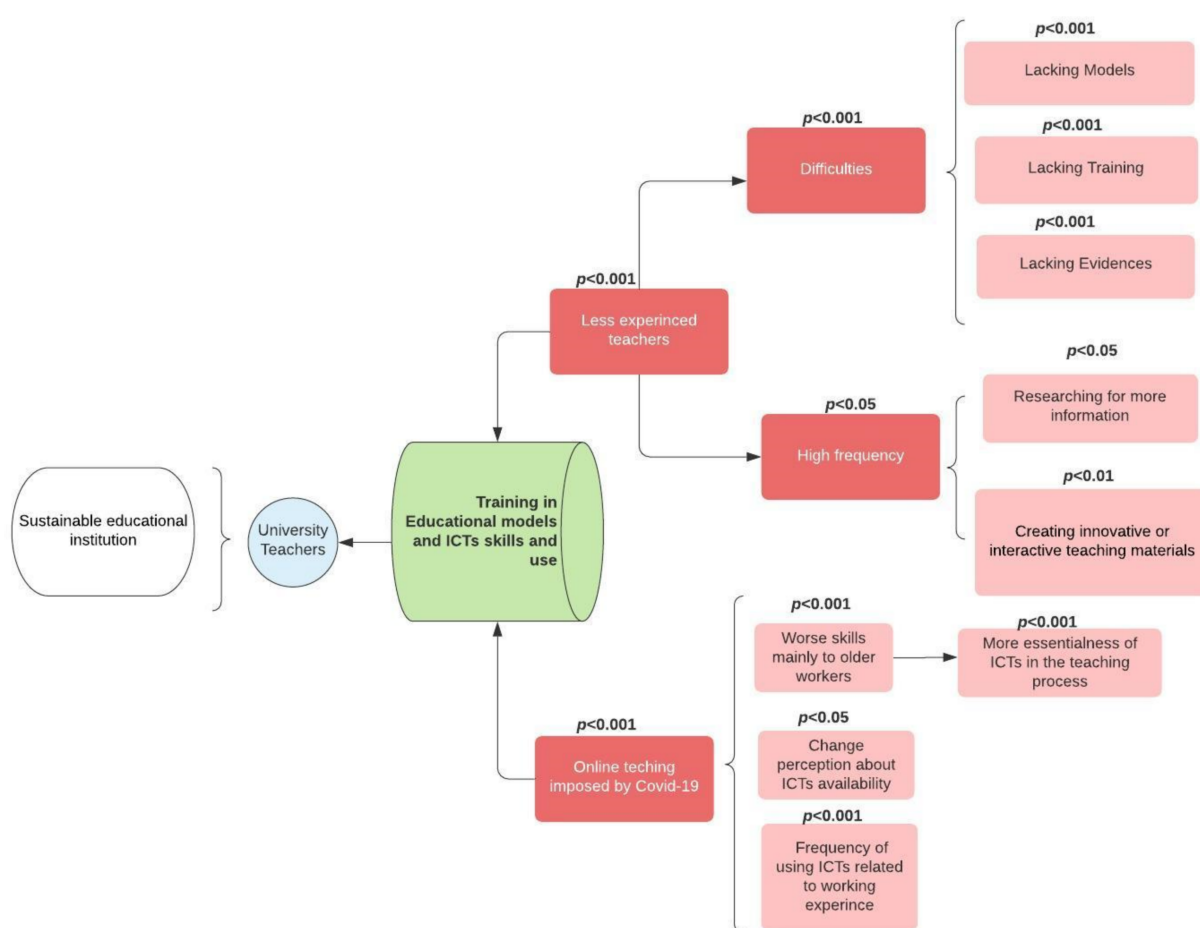 p<0.001
Lacking Models
p<0.001
Difficulties
p<0.001
Lacking Training
p<0.001
Lacking Evidences
p<0.001
Less experinced
teachers
p<0.05
High frequency
p<0.05
Researching for more
information
p<0.01
Creating innovative or
interactive teaching materials
Sustainable educational
institution
University
Teachers
Training in
Educational models
and ICTs skills and
use
p<0.001
Online teching
imposed by Covid-19
p<0.001
Worse skills
mainly to older
workers
p<0.001
More essentialness of
ICTs in the teaching
process
p<0.05
Change
perception about
ICTs availability
p<0.001
Frequency of
using ICTs related
to working
experince